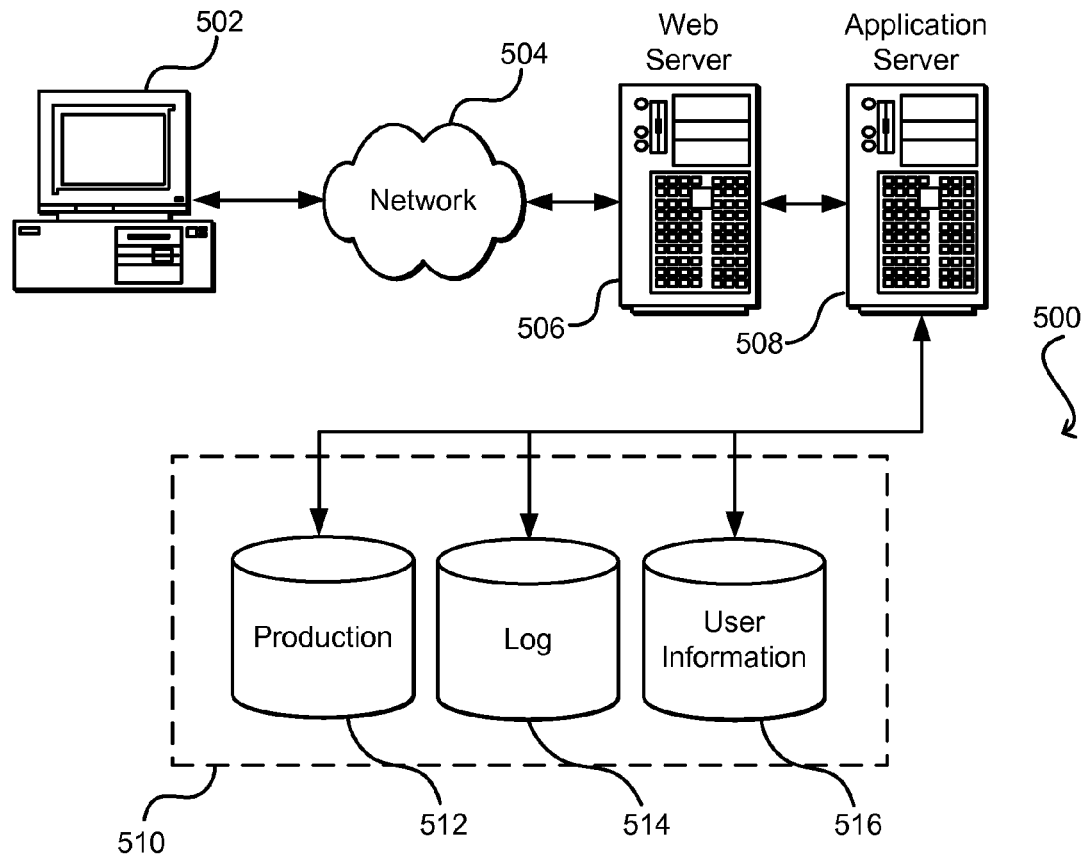 502
504
Web
Server
Application
Server
Network
506
508
500
Production
Log
User
Information
510
512
514
516